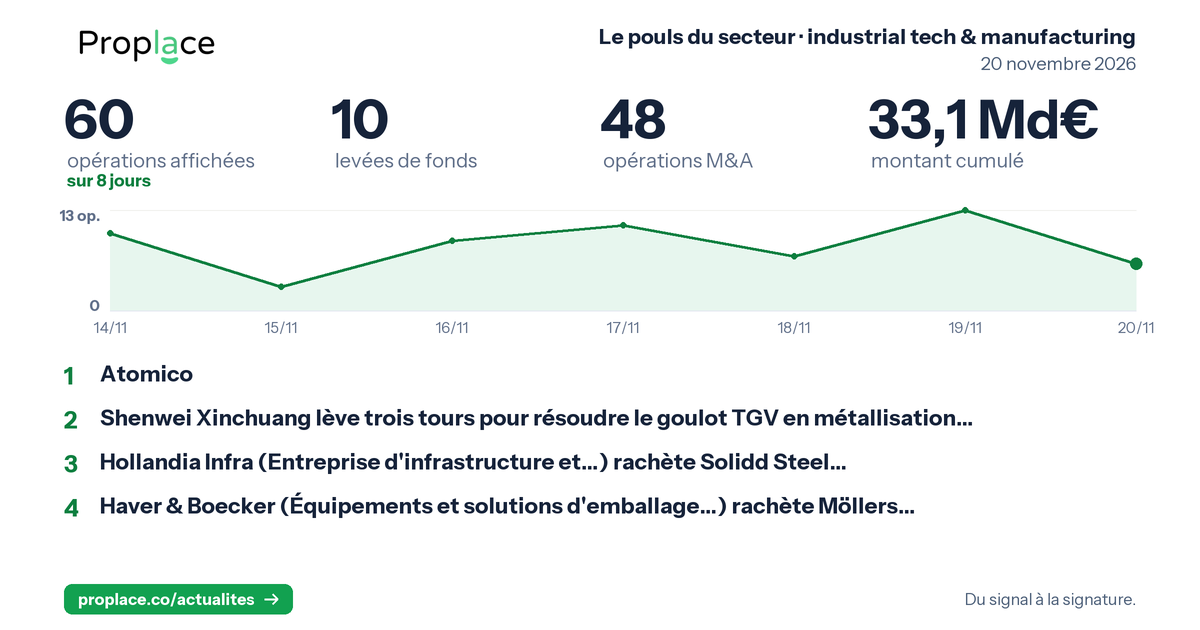 Proplace
Le pouls du secteur · industrial tech & manufacturing
20 novembre 2026
60
opérations affichées
sur 8 jours
10
levées de fonds
48
opérations M&A
33,1 Md€
montant cumulé
13 op.
0
14/11
15/11
16/11
17/11
18/11
19/11
20/11
1 Atomico
2 Shenwei Xinchuang lève trois tours pour résoudre le goulot TGV en métallisation...
3 Hollandia Infra (Entreprise d'infrastructure et...) rachète Solidd Steel...
4 Haver & Boecker (Équipements et solutions d'emballage...) rachète Möllers...
proplace.co/actualites →
Du signal à la signature.